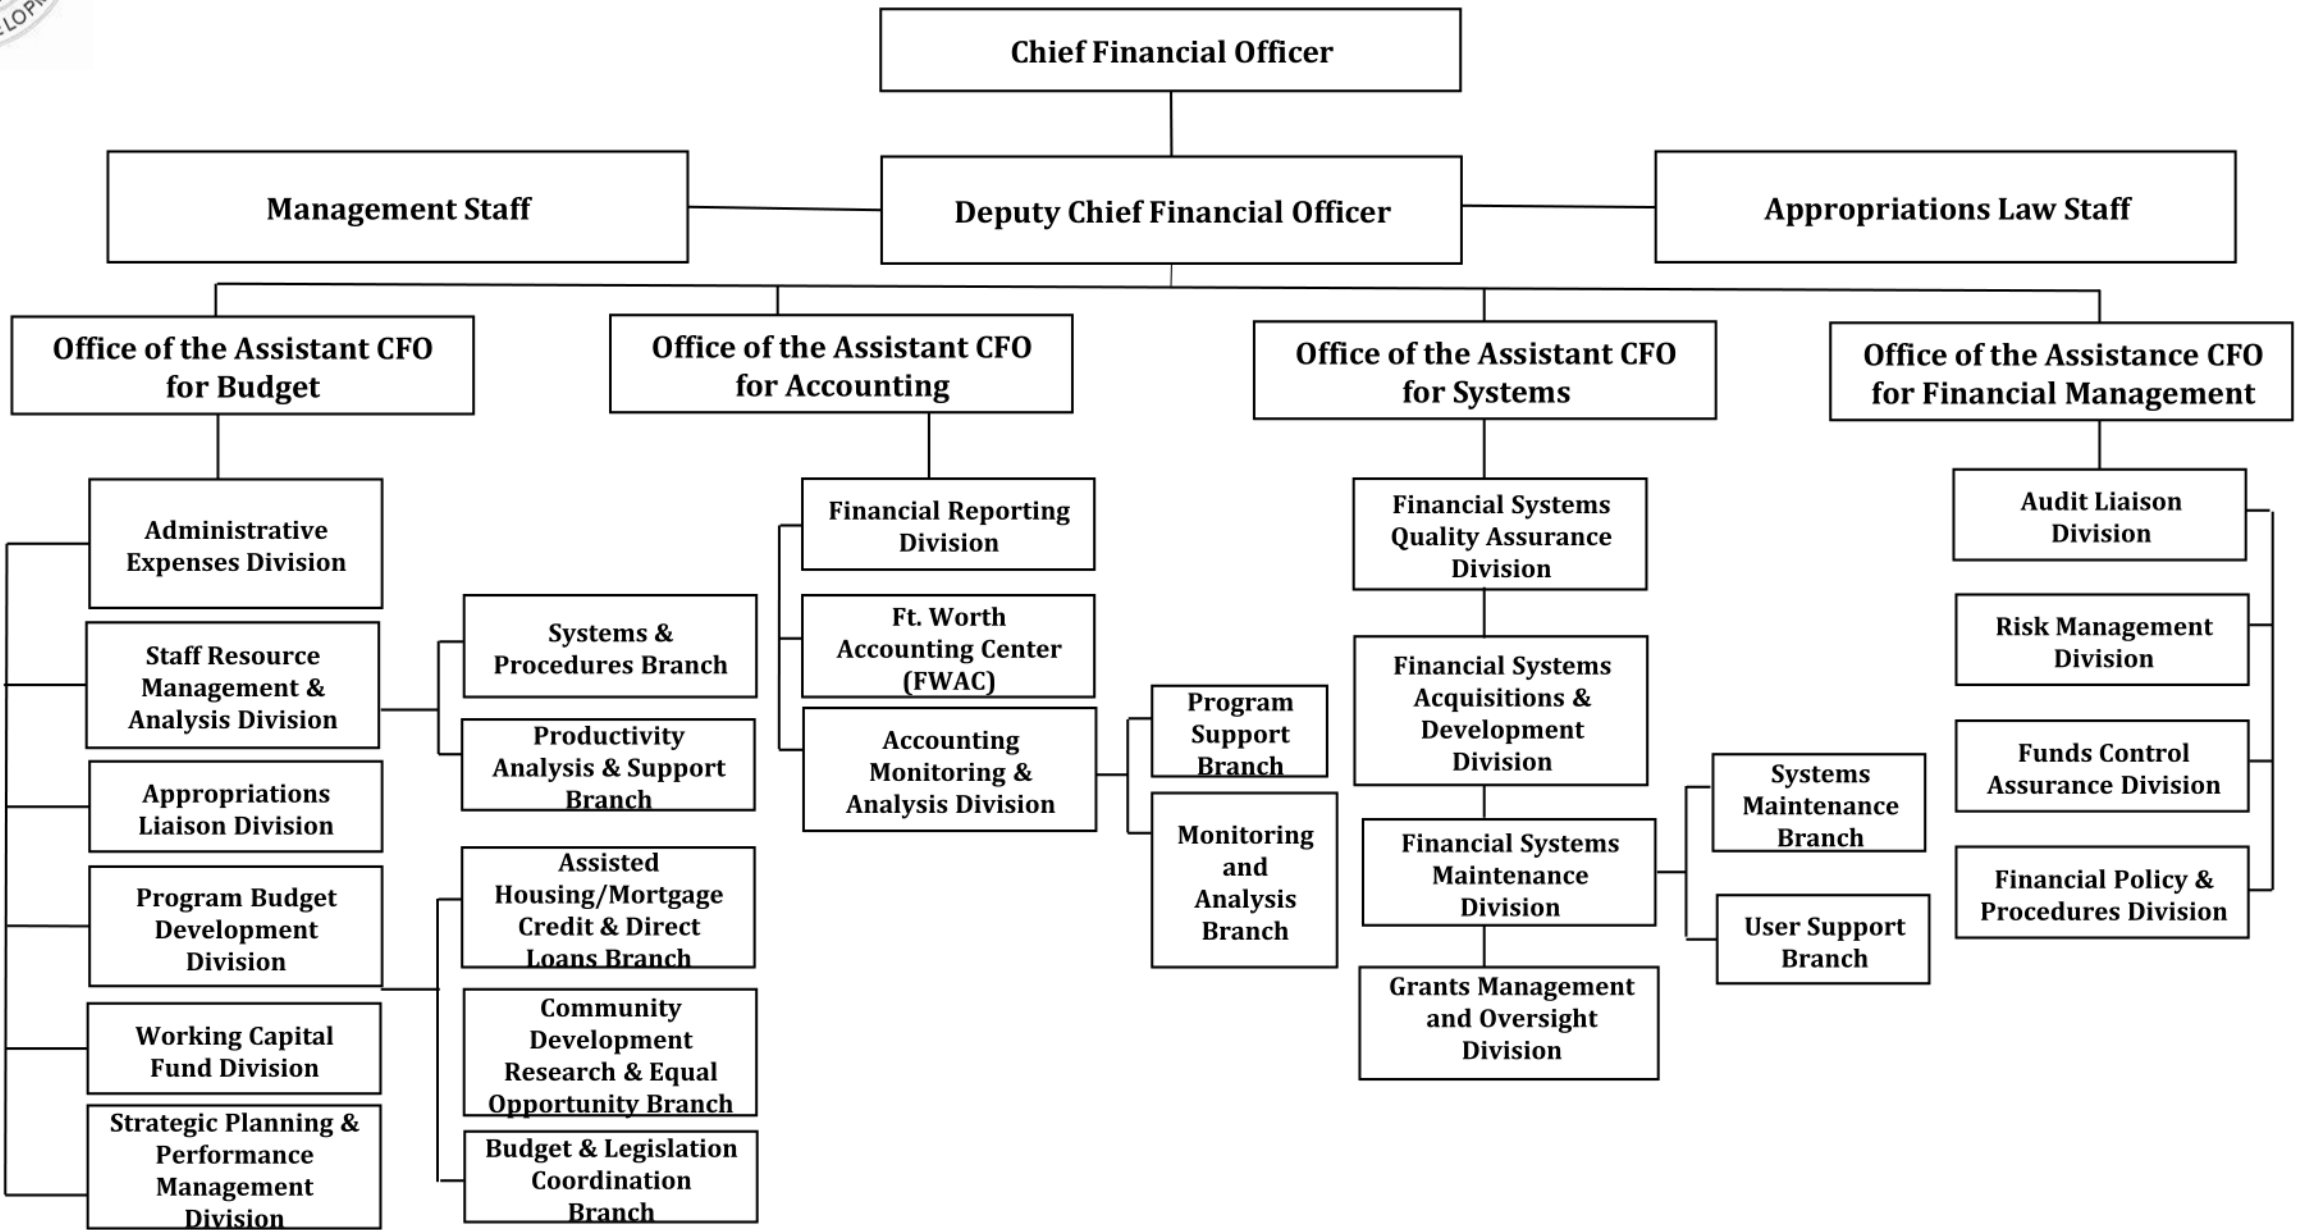 Chief Financial Officer
Management Staff
Deputy Chief Financial Officer
Appropriations Law Staff
Office of the Assistant CFO
for Budget
Office of the Assistant CFO
for Accounting
Office of the Assistant CFO
for Systems
Office of the Assistance CFO
for Financial Management
Administrative
Expenses Division
Staff Resource
Management &
Analysis Division
Systems &
Procedures Branch
Productivity
Analysis & Support
Branch
Appropriations
Liaison Division
Program Budget
Development
Division
Assisted
Housing/Mortgage
Credit & Direct
Loans Branch
Community
Development
Research & Equal
Opportunity Branch
Budget & Legislation
Coordination
Branch
Working Capital
Fund Division
Strategic Planning &
Performance
Management
Division
Financial Reporting
Division
Ft. Worth
Accounting Center
(FWAC)
Accounting
Monitoring &
Analysis Division
Program
Support
Branch
Monitoring
and
Analysis
Branch
Financial Systems
Quality Assurance
Division
Financial Systems
Acquisitions &
Development
Division
Financial Systems
Maintenance
Division
Systems
Maintenance
Branch
User Support
Branch
Grants Management
and Oversight
Division
Audit Liaison
Division
Risk Management
Division
Funds Control
Assurance Division
Financial Policy &
Procedures Division